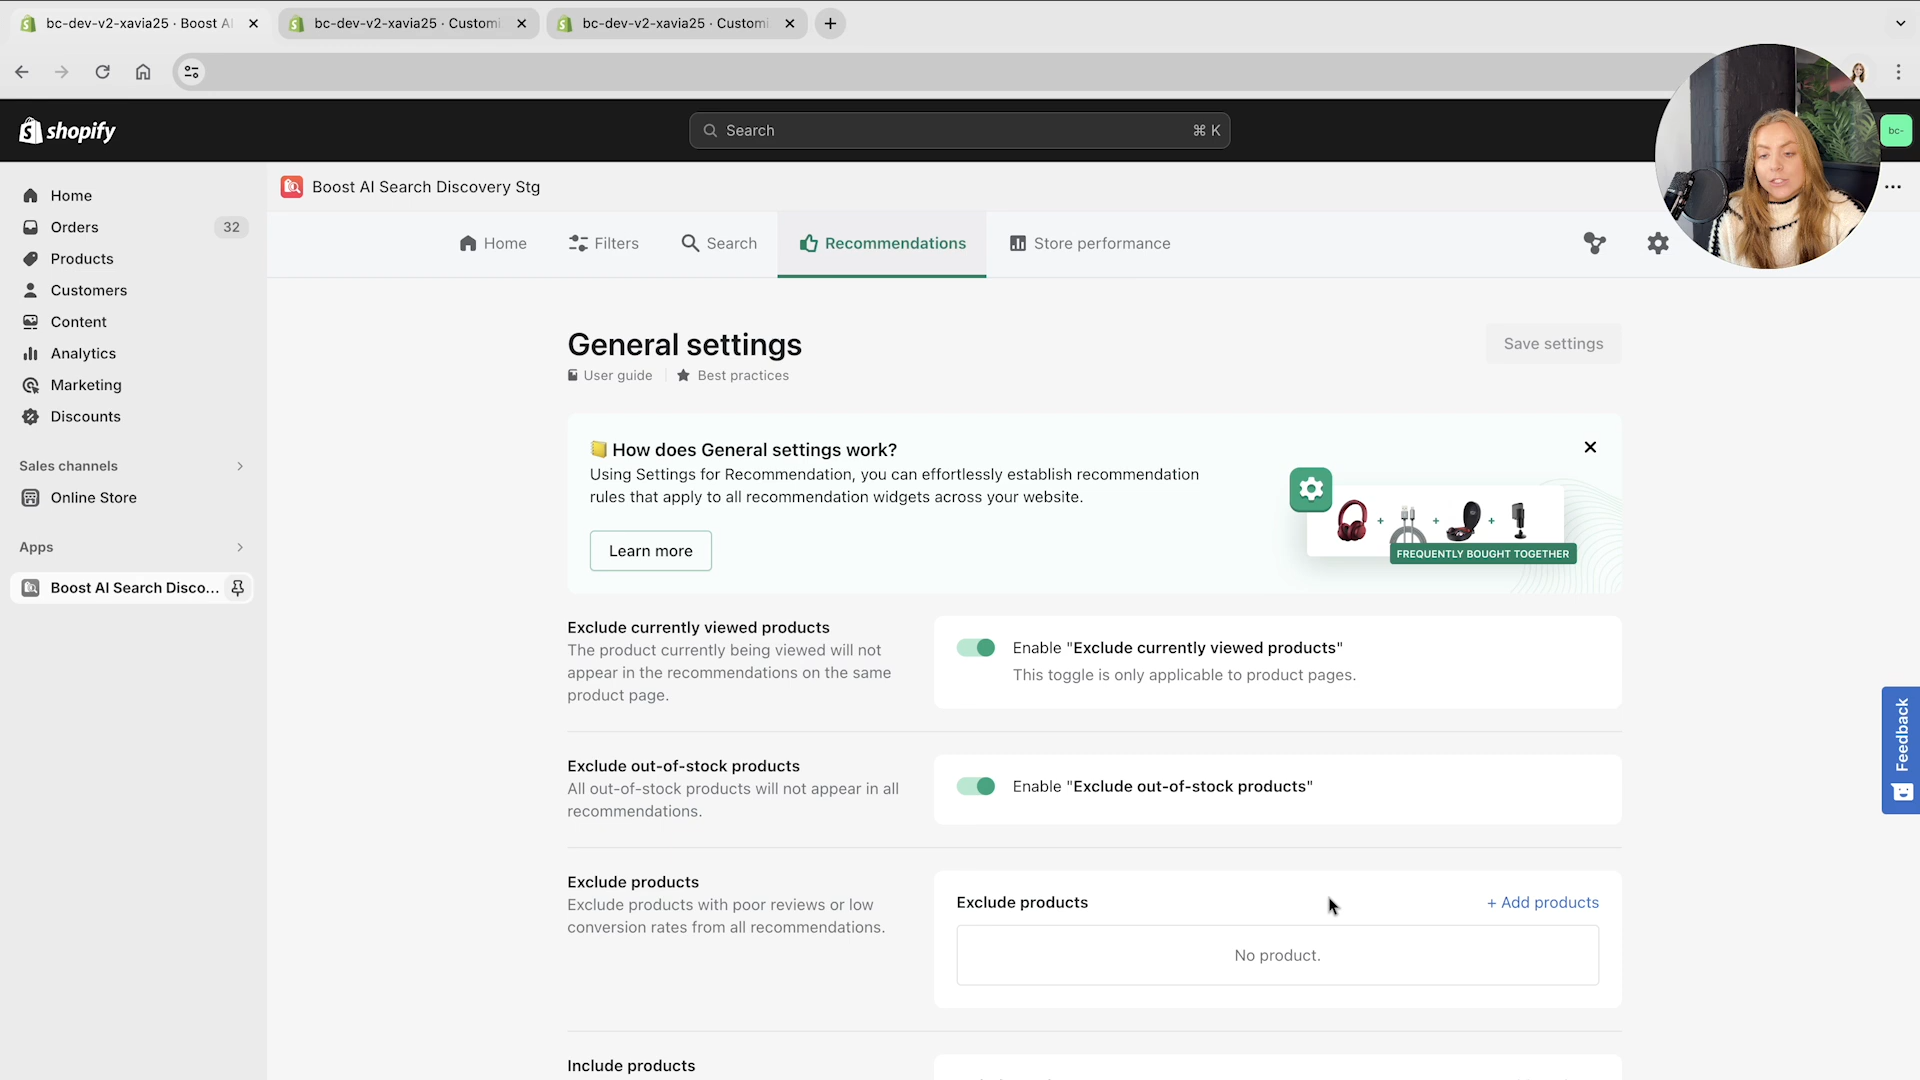 bc-dev-v2-xavia25 · Boost AI
bc-dev-v2-xavia25 · Customi
bc-dev-v2-xavia25 · Customi
shopify
Search
⌘ K
bc-
Home
Orders
32
Products
Customers
Content
Analytics
Marketing
Discounts
Sales channels
Online Store
Apps
Boost AI Search Disco...
Boost AI Search Discovery Stg
Home
Filters
Search
Recommendations
Store performance
General settings
Save settings
User guide
Best practices
How does General settings work?
Using Settings for Recommendation, you can effortlessly establish recommendation
rules that apply to all recommendation widgets across your website.
Learn more
FREQUENTLY BOUGHT TOGETHER
Exclude currently viewed products
The product currently being viewed will not
appear in the recommendations on the same
product page.
Enable "Exclude currently viewed products"
This toggle is only applicable to product pages.
Exclude out-of-stock products
All out-of-stock products will not appear in all
recommendations.
Enable "Exclude out-of-stock products"
Exclude products
Exclude products with poor reviews or low
conversion rates from all recommendations.
Exclude products
+ Add products
No product.
Include products
Feedback